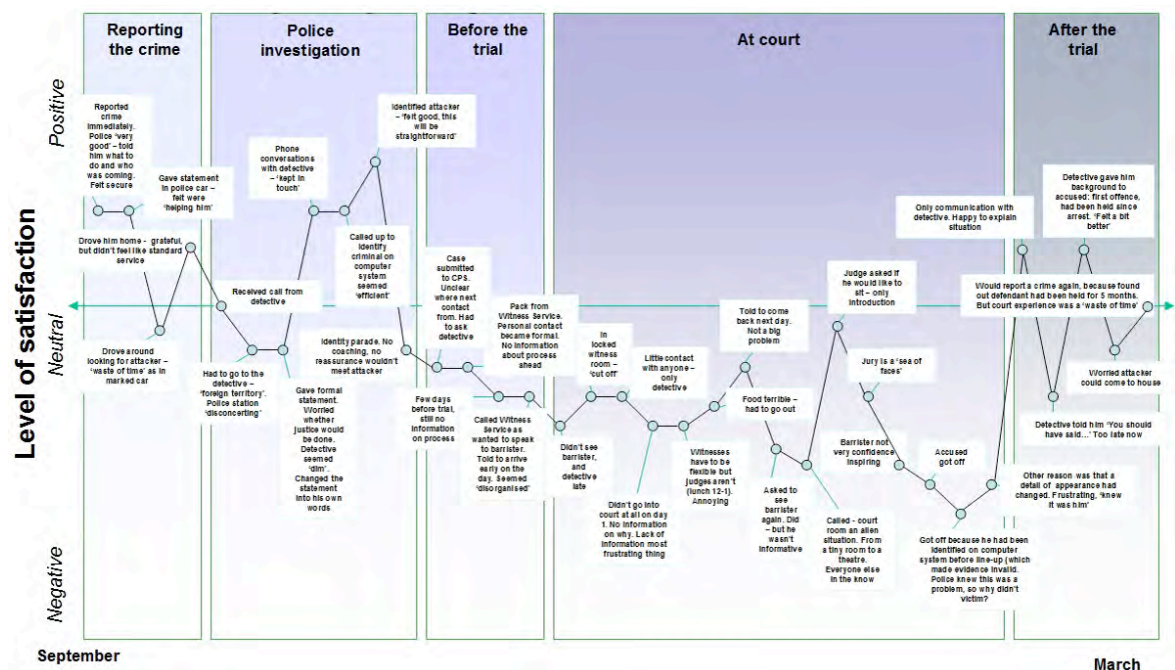 Reporting
the crime
Police
investigation
Before the
trial
At court
After the
trial
Level of satisfaction
Positive
Neutral
Negative
Reported
crime
immediately.
Police 'very
good' – told
him what to
do and who
was coming.
Felt secure
Gave statement
in police car –
felt were
'helping him'
Drove him home - grateful,
but didn't feel like standard
service
Drove around
looking for attacker –
'waste of time' as in
marked car
Received call from
detective
Had to go to the
detective – 'foreign
territory'.
Police station
'disconcerting'
Gave formal
statement.
Worried
whether
justice would
be done.
Detective
seemed
'dim'.
Changed the
statement
into his own
words
Phone
conversations
with detective
– 'kept in
touch'
Called up to
identify
criminal on
computer
system
seemed
'efficient'
Identified attacker
– 'felt good, this
will be
straightforward'
Identity parade. No
coaching, no
reassurance wouldn't
meet attacker
Case
submitted
to CPS.
Unclear
where next
contact
from. Had
to ask
detective
Pack from
Witness Service.
Personal contact
became formal.
No information
about process
ahead
Few days
before trial,
still no
information
on process
Called Witness
Service as
wanted to speak
to barrister.
Told to arrive
early on the
day. Seemed
'disorganised'
Didn't see
barrister,
and
detective
late
In
locked
witness
room –
'cut off'
Little contact
with anyone –
only
detective
Didn't go into
court at all on day
1. No information
on why. Lack of
information most
frustrating thing
Witnesses
have to be
flexible but
judges aren't
(lunch 12-1).
Annoying
Told to come
back next day.
Not a big
problem
Food terrible –
had to go out
Asked to
see
barrister
again. Did
– but he
wasn't
informative
Called - court
room an alien
situation. From
a tiny room to a
theatre.
Everyone else
in the know
Judge asked if
he would like to
sit – only
introduction
Jury is a 'sea of
faces'
Barrister not
very confidence
inspiring
Accused
got off
Got off because he had been
identified on computer
system before line-up (which
made evidence invalid.
Police knew this was a
problem, so why didn't
victim?
Other reason was that a
detail of appearance had
changed. Frustrating, 'knew
it was him'
Only communication with
detective. Happy to explain
situation
Detective told him 'You should
have said…' Too late now
Detective gave him
background to
accused: first offence,
had been held since
arrest. 'Felt a bit
better'
Would report a crime again, because found
out defendant had been held for 5 months.
But court experience was a 'waste of time'
Worried attacker
could come to house
September
March